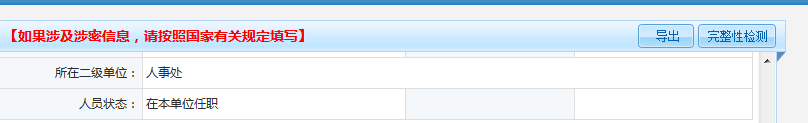 【如果涉及涉密信息，请按照国家有关规定填写】 导出 完整性检测
所在二级单位： 人事处
人员状态： 在本单位任职